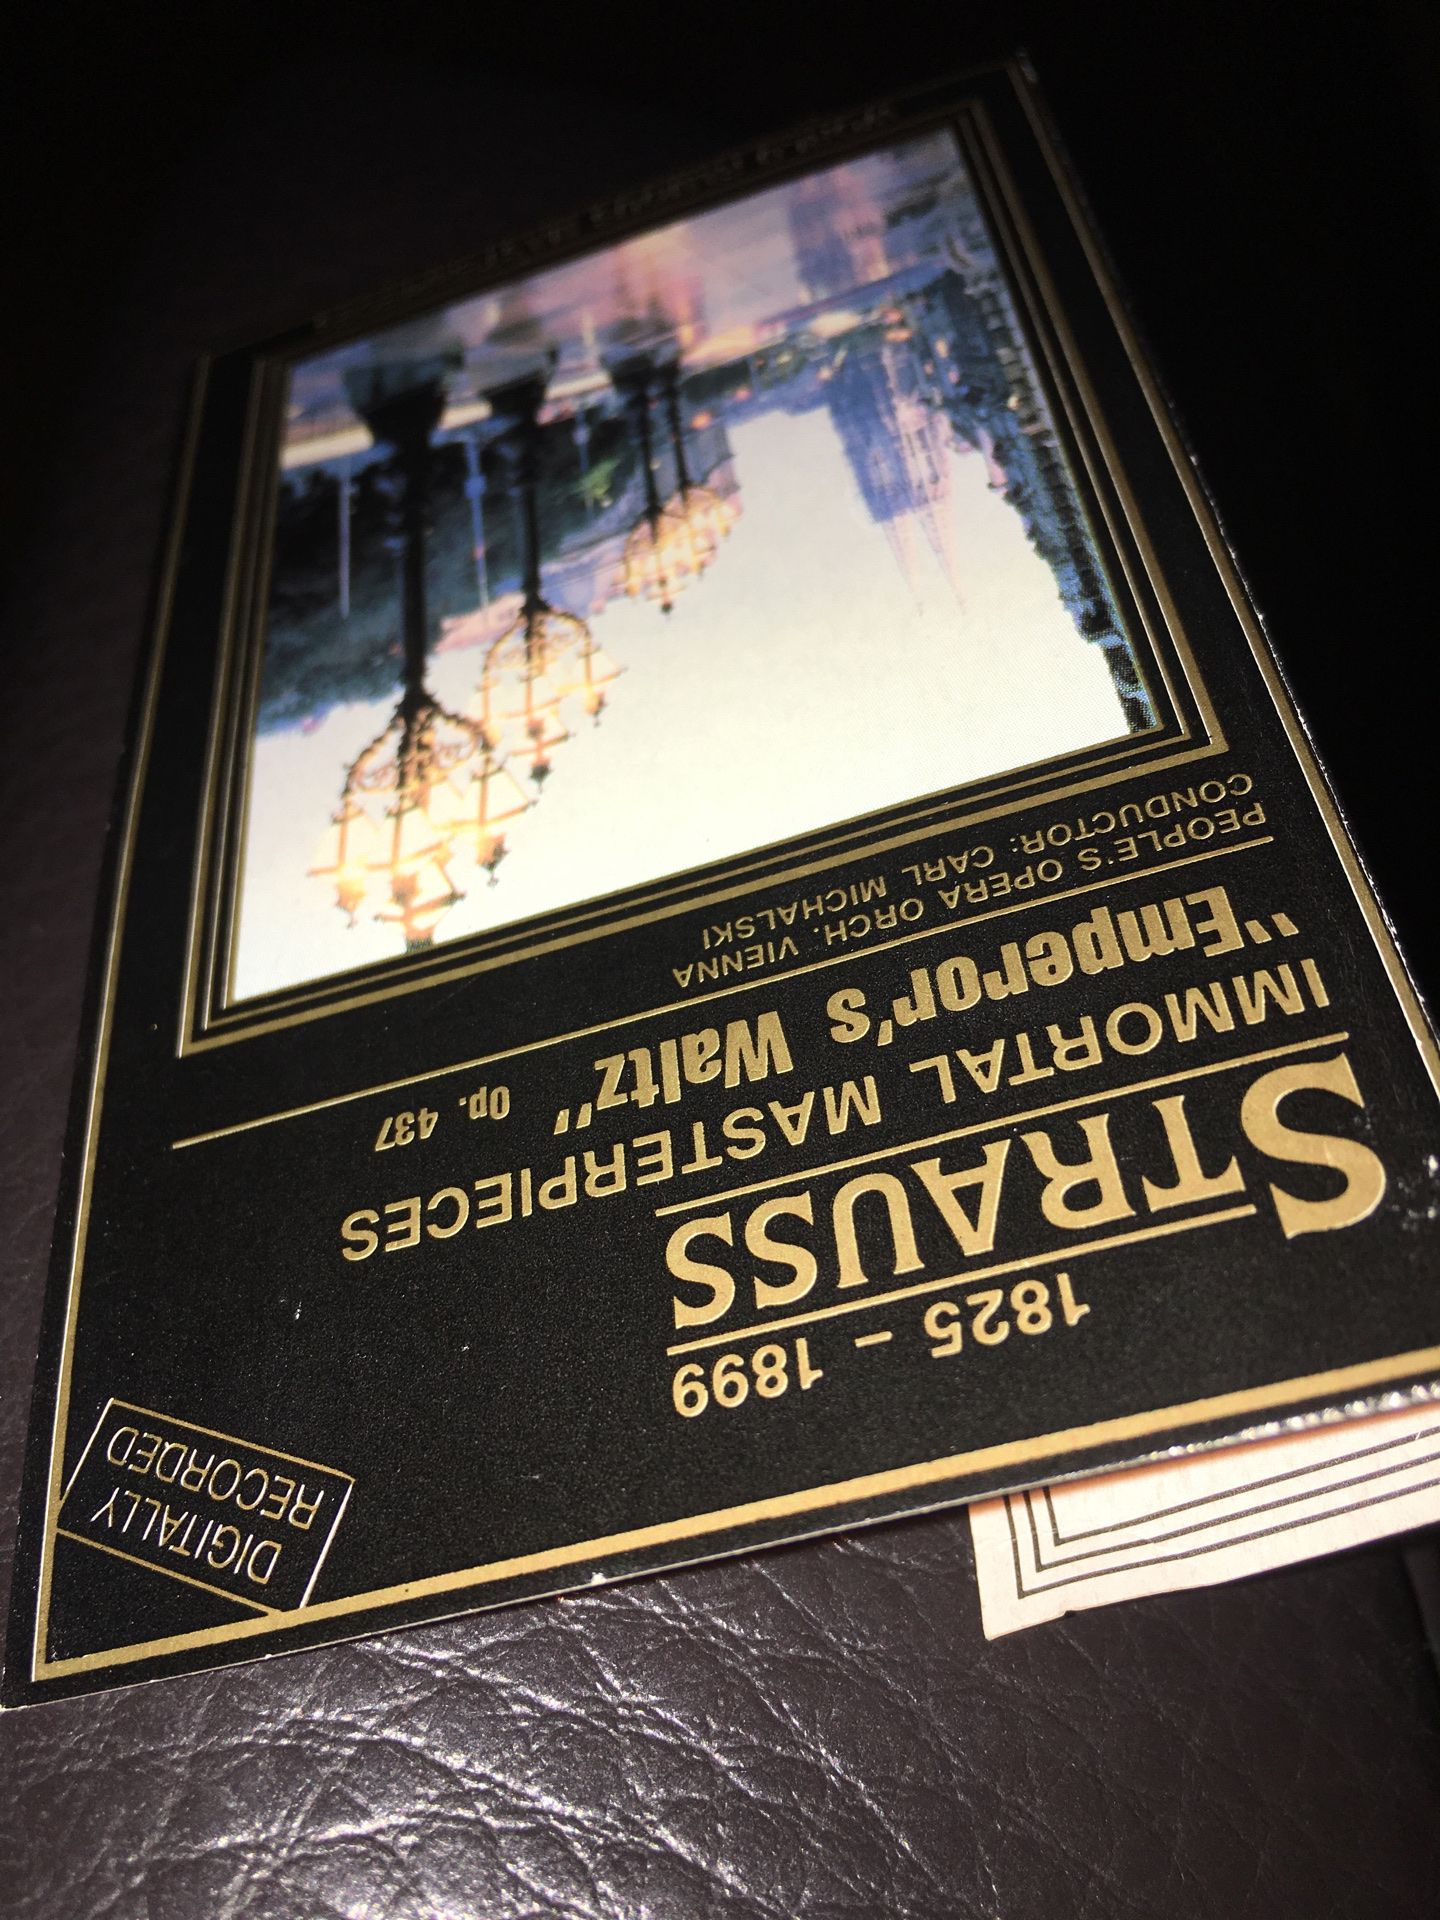 DIGITALLY
RECORDED
1825 – 1899
STRAUSS
IMMORTAL MASTERPIECES
"Emperor's Waltz" Op. 437
PEOPLE'S OPERA ORCH. VIENNA
CONDUCTOR: CARL MICHALSKI